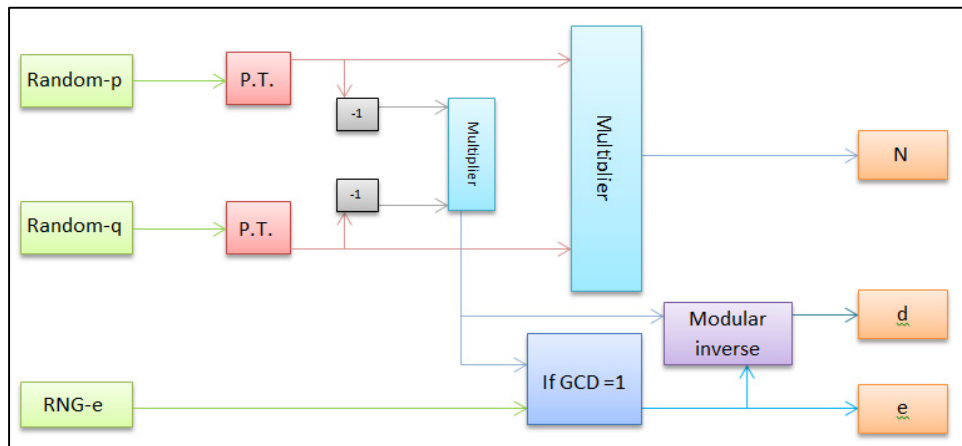 Random-p
P.T.
-1
Multiplier
Multiplier
N
-1
Random-q
P.T.
Modular
inverse
d
If GCD =1
RNG-e
e